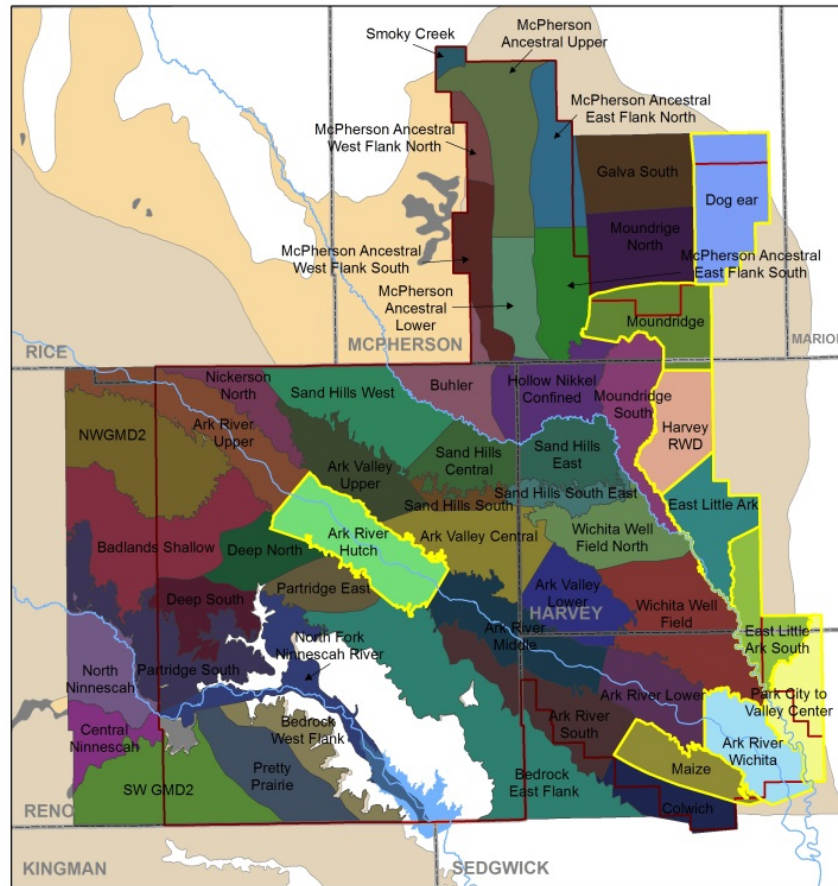 Smoky Creek
McPherson
Ancestral Upper
McPherson Ancestral
East Flank North
McPherson Ancestral
West Flank North
Galva South
Dog ear
Moundrige
North
McPherson Ancestral
West Flank South
McPherson Ancestral
East Flank South
McPherson
Ancestral
Lower
Moundridge
RICE
MCPHERSON
MARION
Nickerson
North
Sand Hills West
Buhler
Hollow Nikkel
Confined
Moundridge
South
Harvey
RWD
NWGMD2
Ark River
Upper
Ark Valley
Upper
Sand Hills
Central
Sand Hills
East
Sand Hills South
Sand Hills South East
East Little Ark
Badlands Shallow
Deep North
Ark River
Hutch
Ark Valley Central
Wichita Well
Field North
Deep South
Partridge East
Ark Valley
Lower
HARVEY
Wichita Well
Field
North
Ninnescah
Partridge South
North Fork
Ninnescah River
Ark River
Middle
East Little
Ark South
Central
Ninnescah
Bedrock
West Flank
Ark River Lower
Park City to
Valley Center
Ark River
South
Ark River
Wichita
SW GMD2
Pretty
Prairie
Bedrock
East Flank
Maize
Colwich
RENO
KINGMAN
SEDGWICK